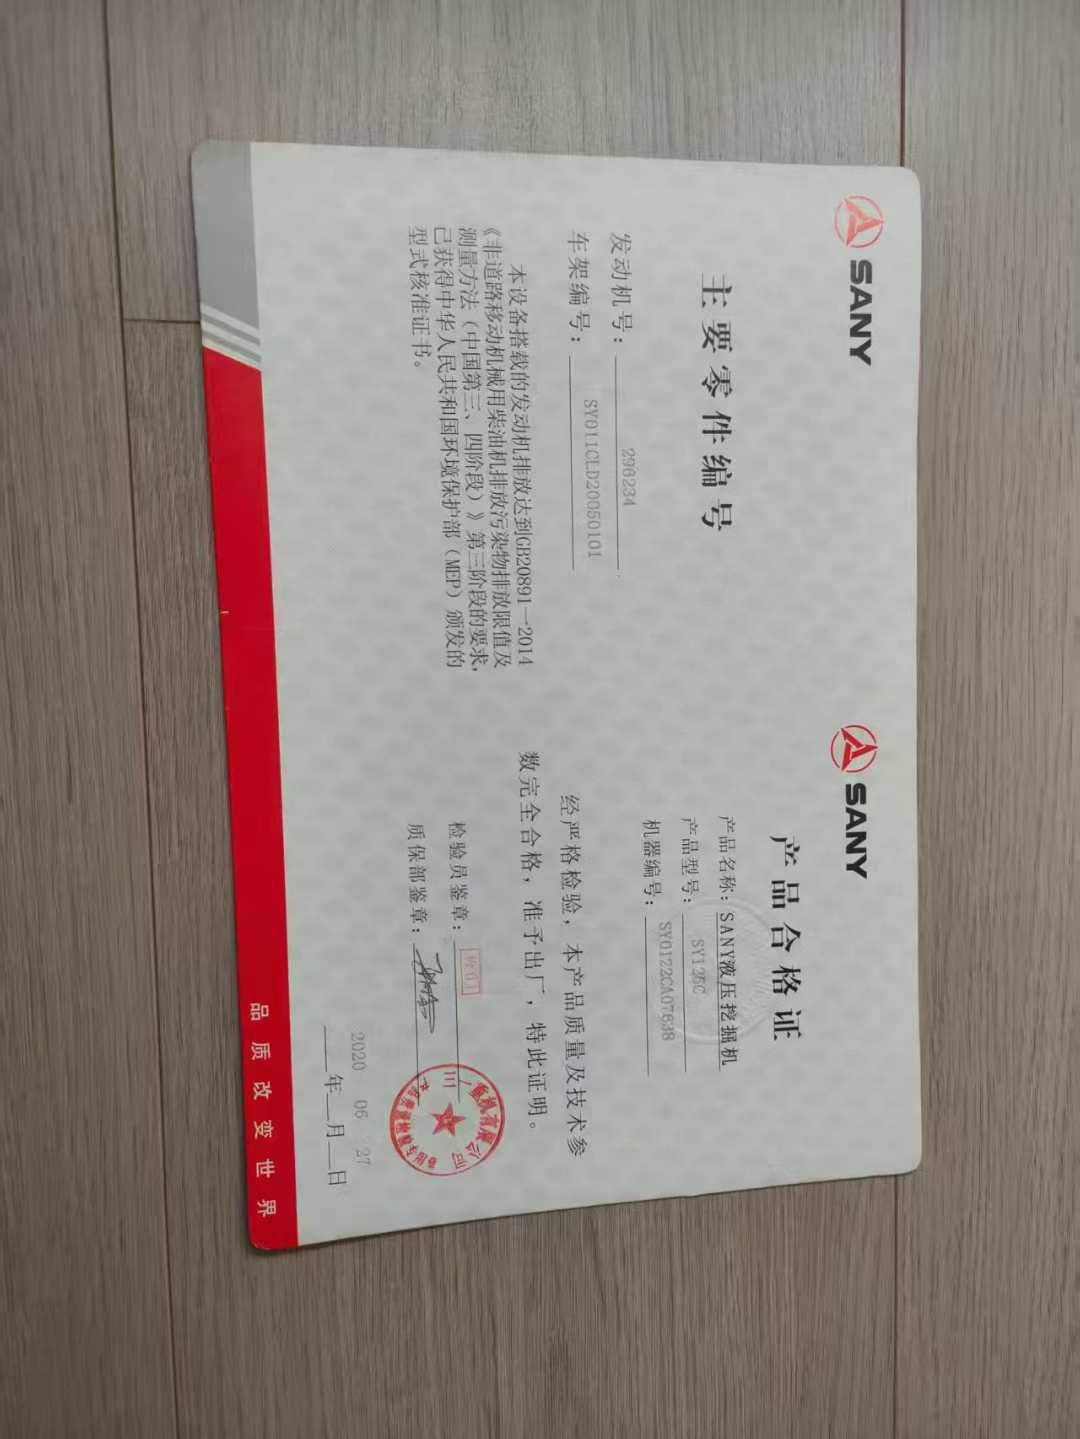 SANY
主要零件编号
发动机号：296234
车架编号：SY011CLD20050101
本设备搭载的发动机排放达到GB20891—2014
《非道路移动机械用柴油机排放污染物排放限值及
测量方法（中国第三、四阶段）》第三阶段的要求，
已获得中华人民共和国环境保护部（MEP）颁发的
型式核准证书。
SANY
产品合格证
产品名称：SANY液压挖掘机
产品型号：
机器编号：SY0122CA07638
经严格检验，本产品质量及技术参
数完全合格，准予出厂，特此证明。
检验员鉴章：
质保部鉴章：
2020 06 27
年 月 日
品质改变世界